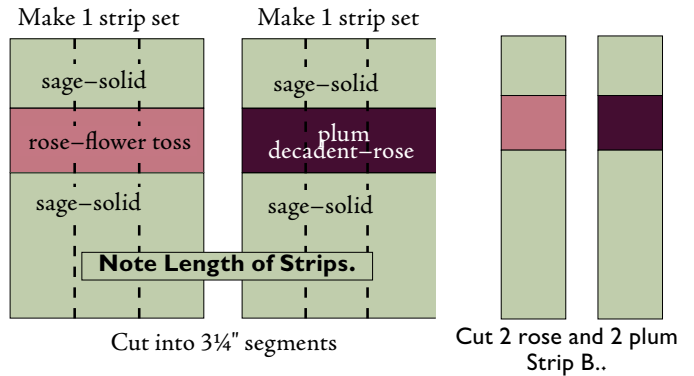 Make 1 strip set
Make 1 strip set
sage–solid
sage–solid
rose–flower toss
plum
decadent–rose
sage–solid
sage–solid
Note Length of Strips.
Cut into 3¼" segments
Cut 2 rose and 2 plum
Strip B..